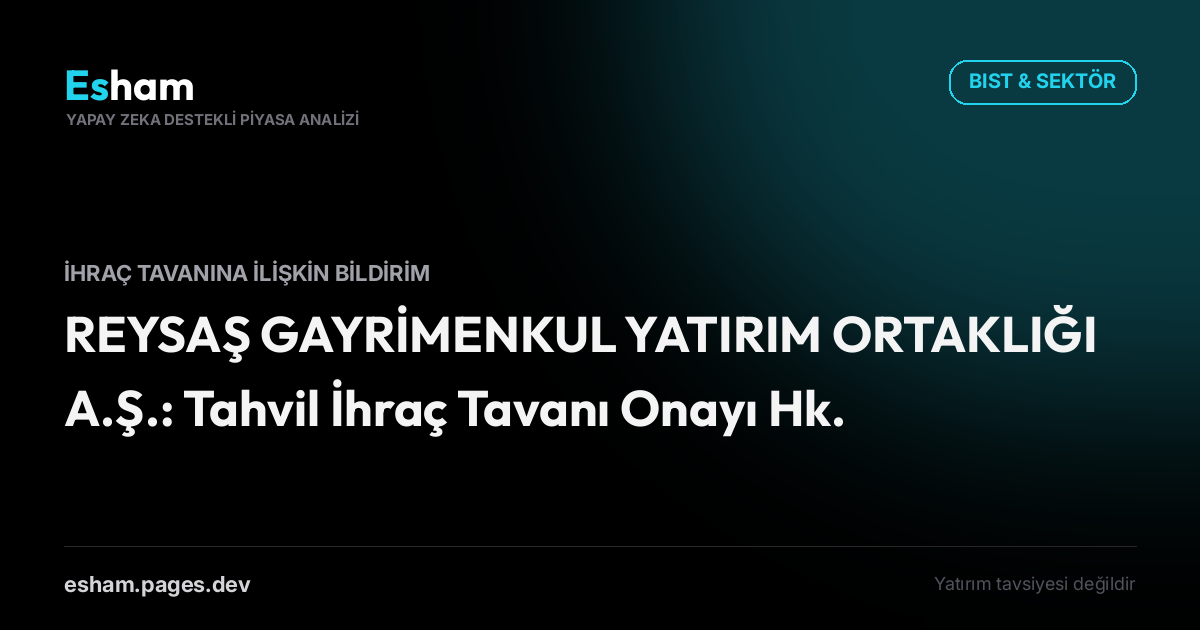 Esham
YAPAY ZEKA DESTEKLİ PİYASA ANALİZİ
BIST & SEKTÖR
İHRAÇ TAVANINA İLİŞKİN BİLDİRİM
REYSAŞ GAYRİMENKUL YATIRIM ORTAKLIĞI
A.Ş.: Tahvil İhraç Tavanı Onayı Hk.
esham.pages.dev
Yatırım tavsiyesi değildir